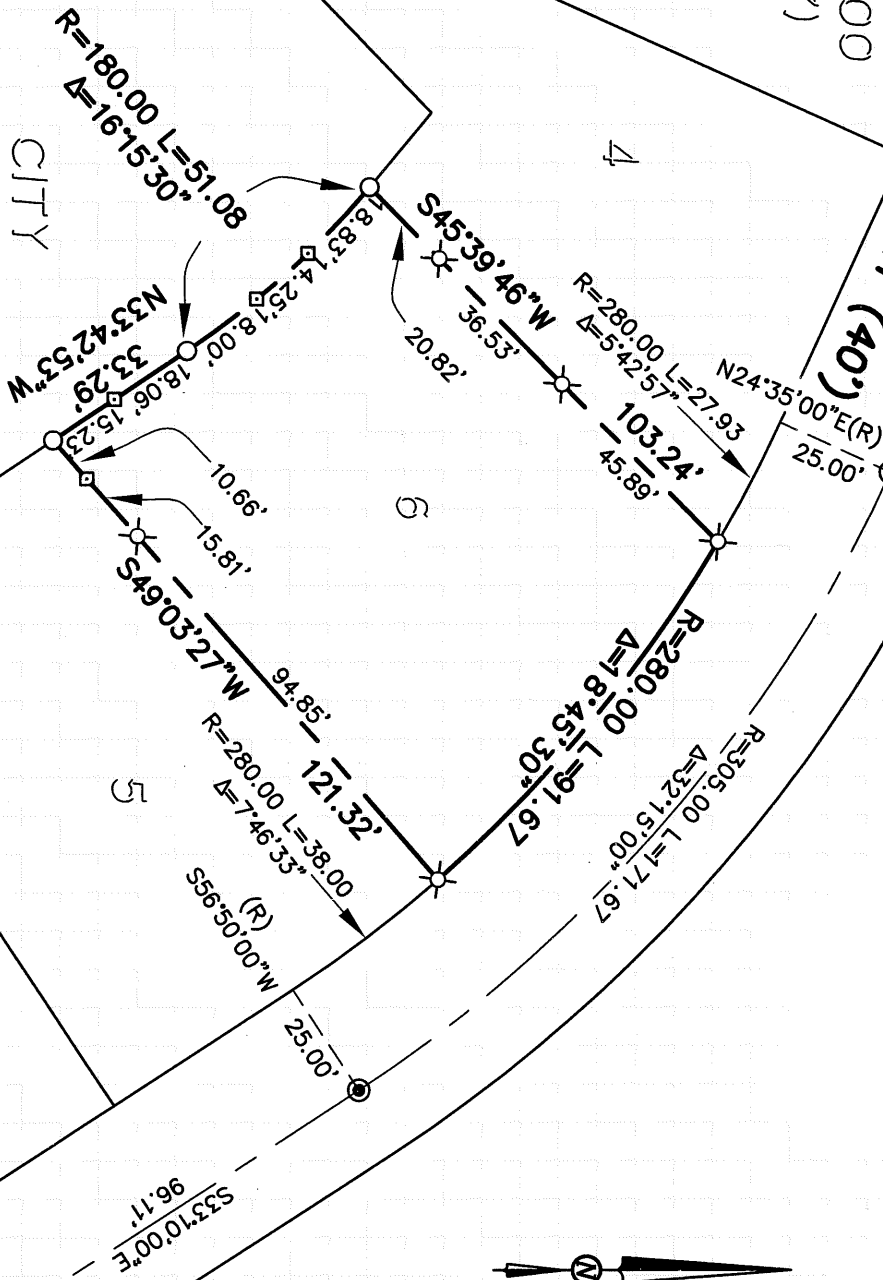 00
)
R=180.00 L=51.08
Δ=16°15'30"
CITY
4
S45°39'46"W
103.24'
20.82'
36.53'
45.89'
R=280.00 L=27.93
Δ=5°42'57"
(40')
N24°35'00"E(R)
25.00'
18.83'
14.25'
18.00'
18.06'
15.23'
N33°42'53"W
33.29'
10.66'
15.81'
6
S49°03'27"W
121.32'
94.85'
R=280.00 L=91.67
Δ=18°45'30"
R=305.00 L=171.67
Δ=32°15'00"
R=280.00 L=38.00
Δ=7°46'33"
5
(R)
S56°50'00"W
25.00'
S33°10'00"E
96.11'
N